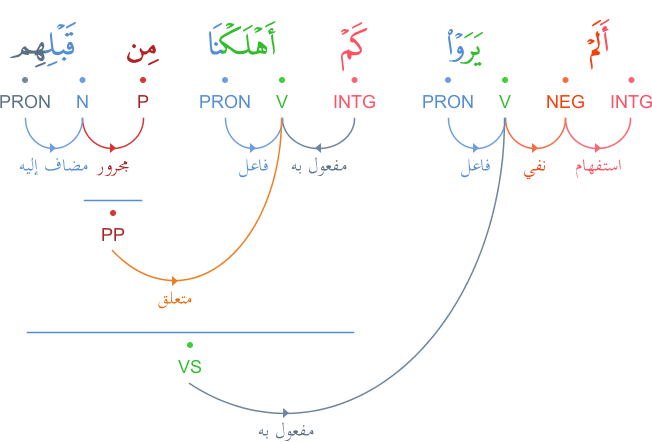 أَلَمْ يَرَوْا۟ كَمْ أَهْلَكْنَا مِن قَبْلِهِم
INTG NEG V PRON INTG V PRON P N PRON
استفهام نفي فاعل مفعول به فاعل مجرور مضاف إليه
PP
متعلق
VS
مفعول به